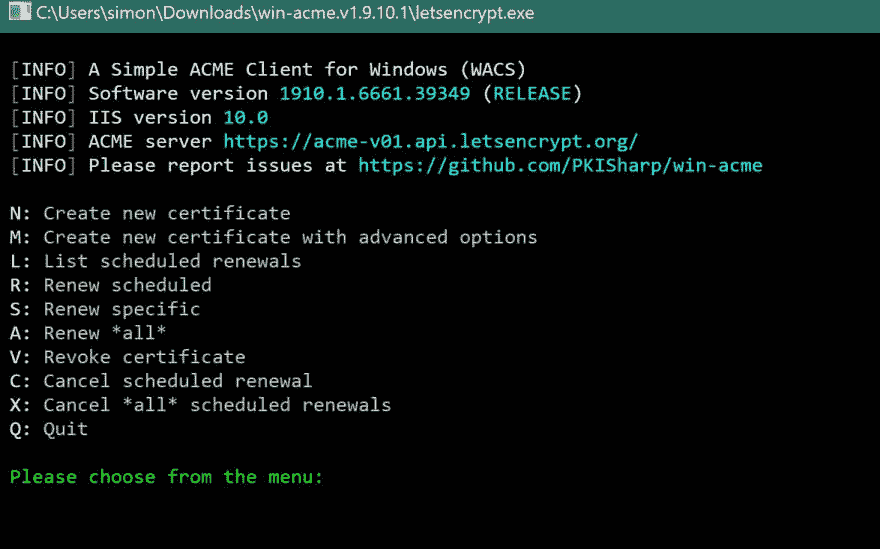 C:\Users\simon\Downloads\win-acme.v1.9.10.1\letsencrypt.exe
[INFO] A Simple ACME Client for Windows (WACS)
[INFO] Software version 1910.1.6661.39349 (RELEASE)
[INFO] IIS version 10.0
[INFO] ACME server https://acme-v01.api.letsencrypt.org/
[INFO] Please report issues at https://github.com/PKISharp/win-acme
N: Create new certificate
M: Create new certificate with advanced options
L: List scheduled renewals
R: Renew scheduled
S: Renew specific
A: Renew *all*
V: Revoke certificate
C: Cancel scheduled renewal
X: Cancel *all* scheduled renewals
Q: Quit
Please choose from the menu: